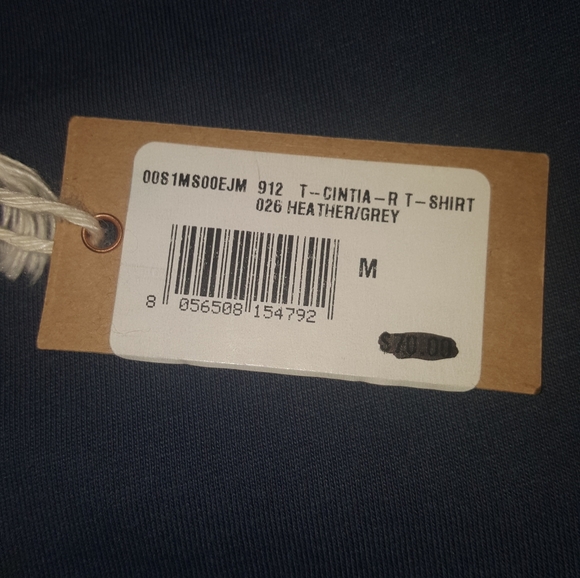 00S1MS00EJM 912 T-CINTIA-R T-SHIRT
026 HEATHER/GREY
M
8 056508 154792
$70.00